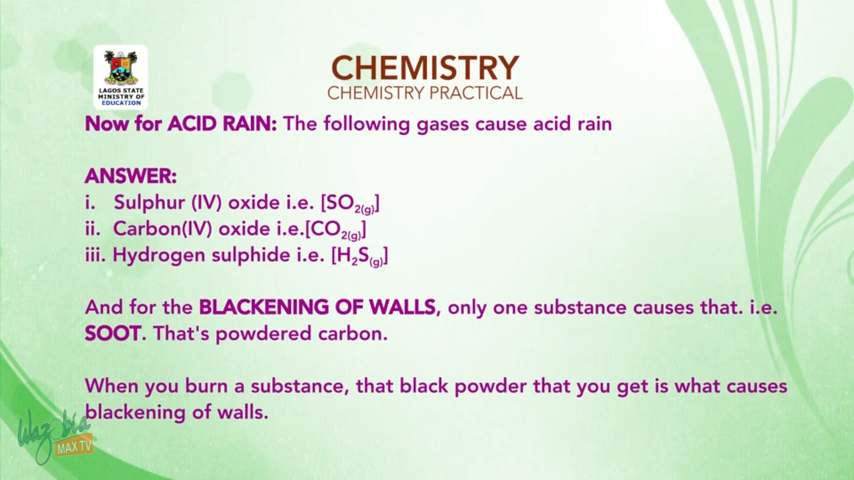 LAGOS STATE
MINISTRY OF
EDUCATION
CHEMISTRY
CHEMISTRY PRACTICAL
Now for ACID RAIN: The following gases cause acid rain
ANSWER:
i. Sulphur (IV) oxide i.e. [SO₂₍g₎]
ii. Carbon(IV) oxide i.e.[CO₂₍g₎]
iii. Hydrogen sulphide i.e. [H₂S₍g₎]
And for the BLACKENING OF WALLS, only one substance causes that. i.e.
SOOT. That's powdered carbon.
When you burn a substance, that black powder that you get is what causes
blackening of walls.
Wazobia
MAX TV